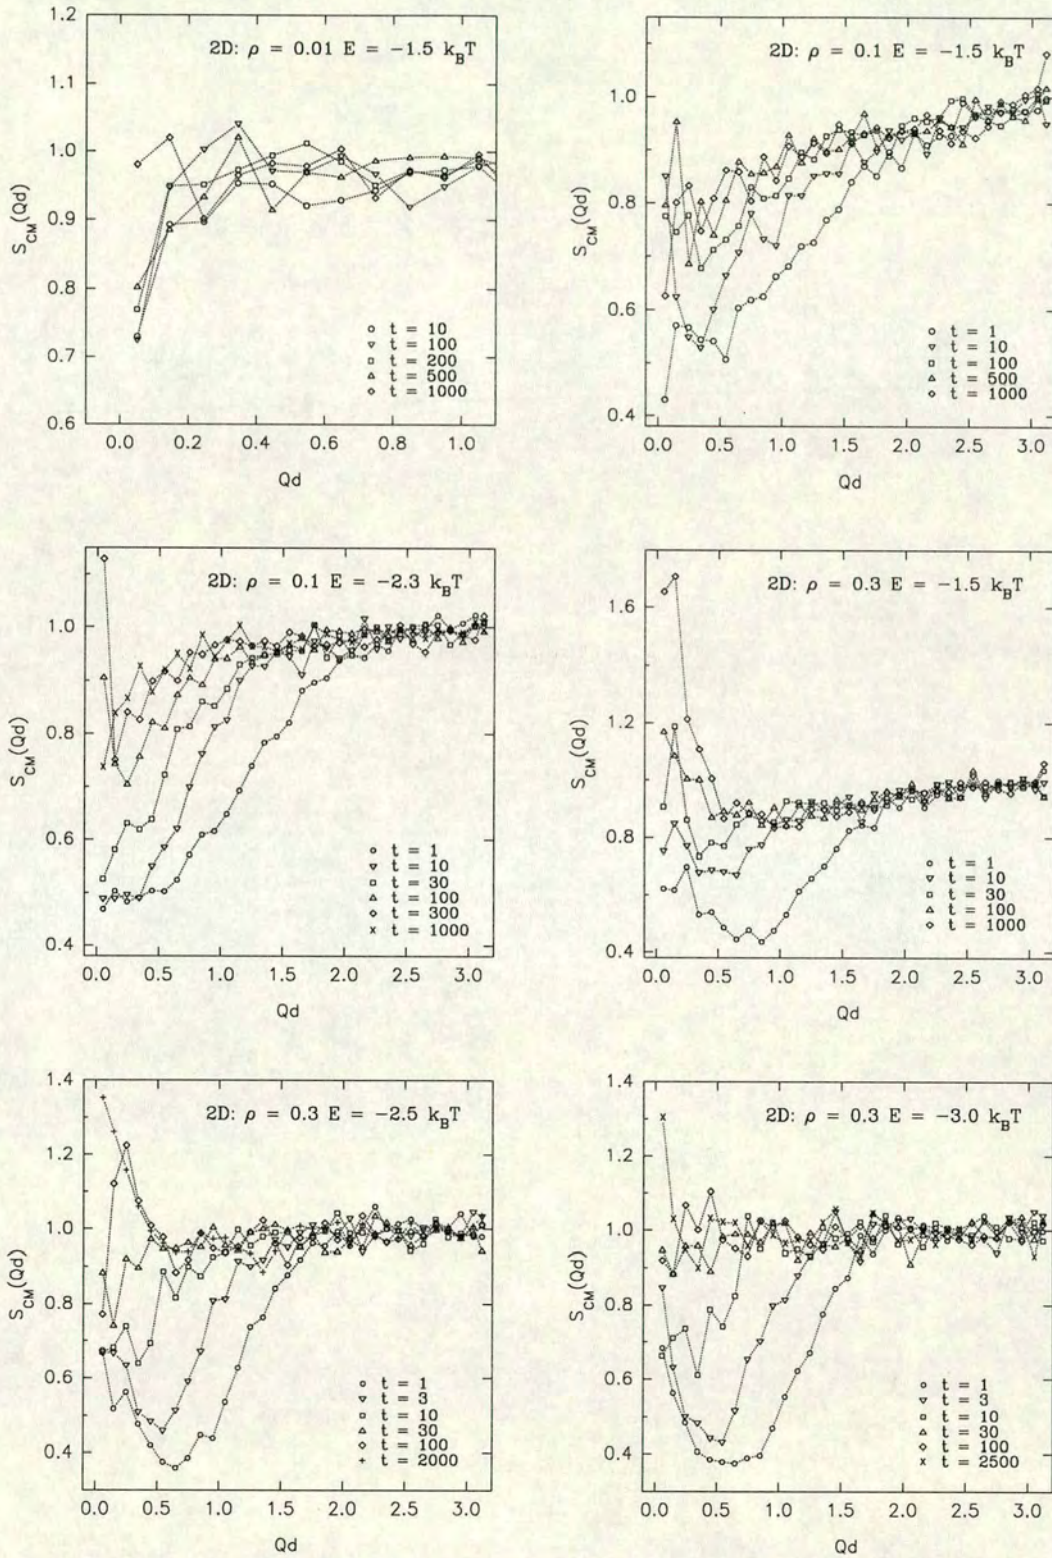 2D: ρ = 0.01 E = −1.5 k_BT
1.2
1.1
1.0
0.9
0.8
0.7
0.6
S_CM(Qd)
0.0 0.2 0.4 0.6 0.8 1.0
Qd
○ t = 10
▽ t = 100
□ t = 200
△ t = 500
◇ t = 1000
2D: ρ = 0.1 E = −1.5 k_BT
1.0
0.8
0.6
0.4
S_CM(Qd)
0.0 0.5 1.0 1.5 2.0 2.5 3.0
Qd
○ t = 1
▽ t = 10
□ t = 100
△ t = 500
◇ t = 1000
2D: ρ = 0.1 E = −2.3 k_BT
1.0
0.8
0.6
0.4
S_CM(Qd)
0.0 0.5 1.0 1.5 2.0 2.5 3.0
Qd
○ t = 1
▽ t = 10
□ t = 30
△ t = 100
◇ t = 300
× t = 1000
2D: ρ = 0.3 E = −1.5 k_BT
1.6
1.2
0.8
0.4
S_CM(Qd)
0.0 0.5 1.0 1.5 2.0 2.5 3.0
Qd
○ t = 1
▽ t = 10
□ t = 30
△ t = 100
◇ t = 1000
2D: ρ = 0.3 E = −2.5 k_BT
1.4
1.2
1.0
0.8
0.6
0.4
S_CM(Qd)
0.0 0.5 1.0 1.5 2.0 2.5 3.0
Qd
○ t = 1
▽ t = 3
□ t = 10
△ t = 30
◇ t = 100
+ t = 2000
2D: ρ = 0.3 E = −3.0 k_BT
1.4
1.2
1.0
0.8
0.6
0.4
S_CM(Qd)
0.0 0.5 1.0 1.5 2.0 2.5 3.0
Qd
○ t = 1
▽ t = 3
□ t = 10
△ t = 30
◇ t = 100
× t = 2500